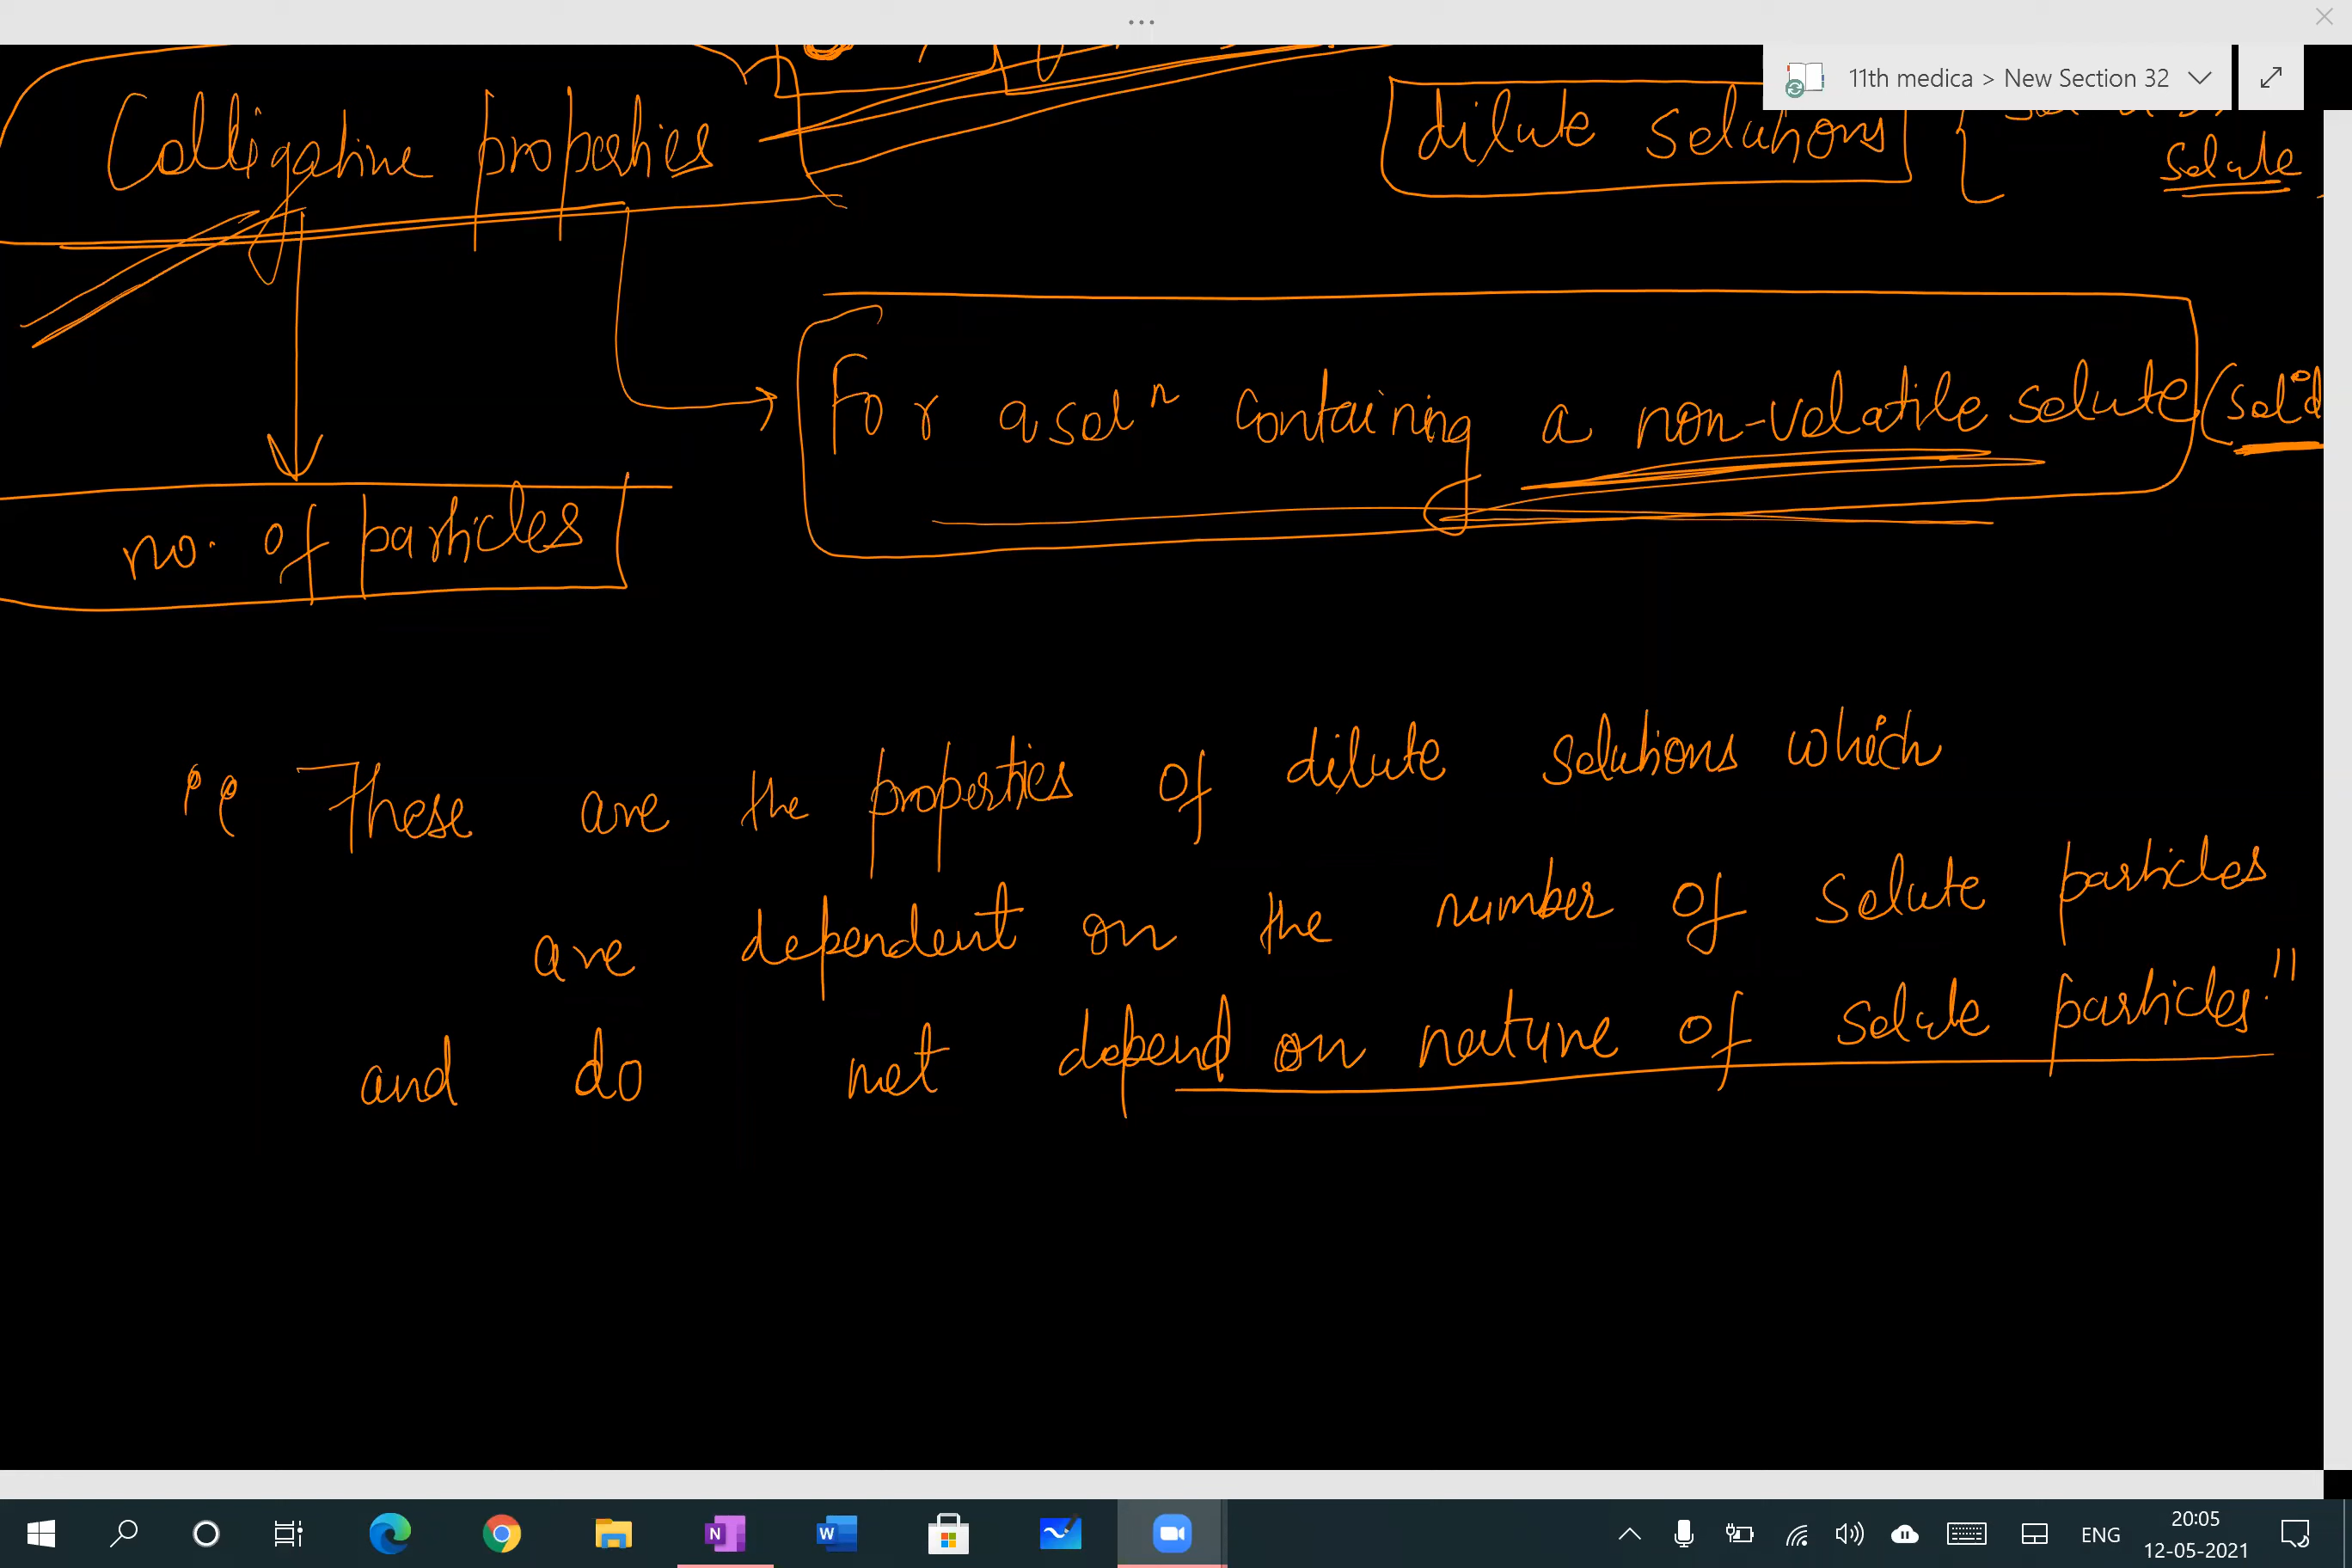 11th medica > New Section 32
Colligative properties
dilute solutions
solute
For a solⁿ containing a non-volatile solute (solid
no. of particles
"These are the properties of dilute solutions which
are dependent on the number of solute particles
and do not depend on nature of solute particles."
ENG
20:05
12-05-2021